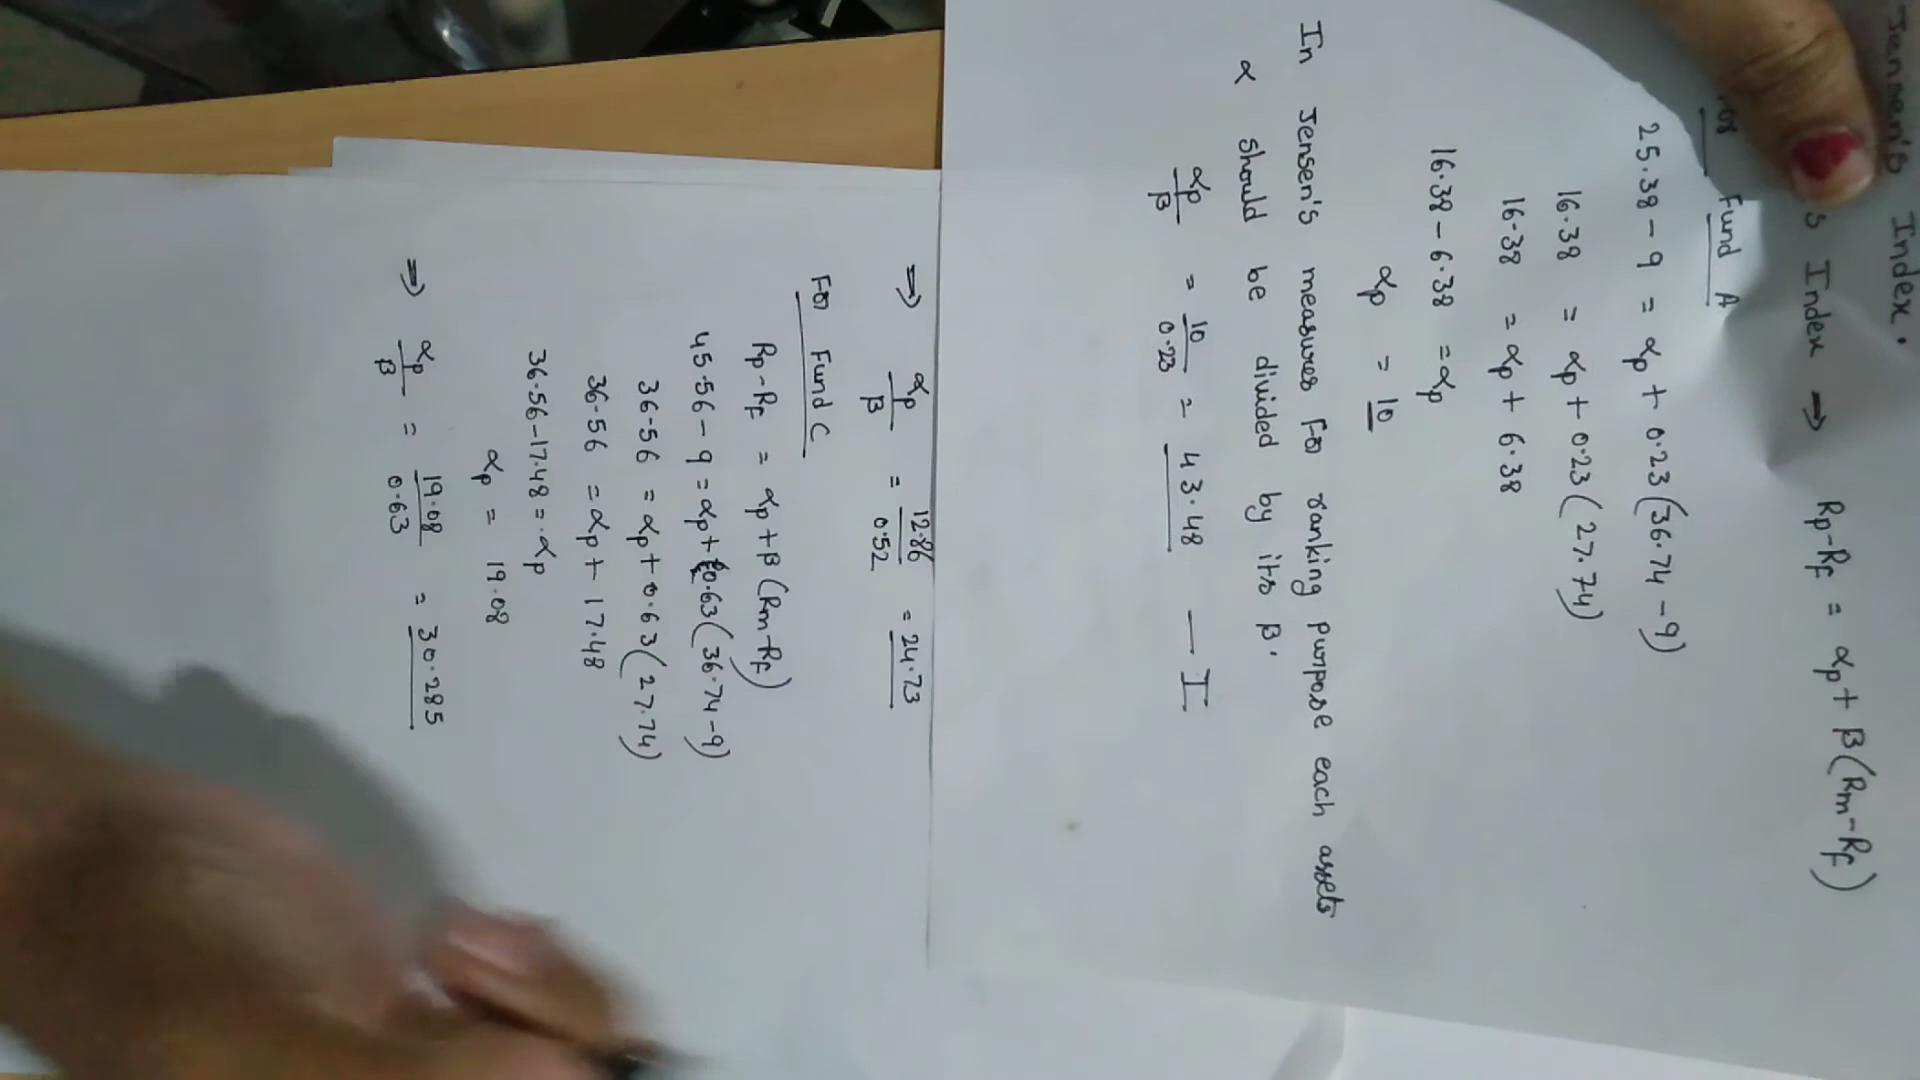 Jensen's Index.
s Index → Rp-Rf = αp + β(Rm-Rf)
Fund A
25.38 - 9 = αp + 0.23(36.74 - 9)
16.38 = αp + 0.23(27.74)
16.38 = αp + 6.38
16.38 - 6.38 = αp
αp = 10
In Jensen's measures For ranking purpose each assets
α should be divided by its β.
αp/β = 10/0.23 = 43.48 — I
⇒ αp/β = 12.86/0.52 = 24.73
For Fund C
Rp-Rf = αp + β(Rm-Rf)
45.56 - 9 = αp + 0.63(36.74-9)
36.56 = αp + 0.63(27.74)
36.56 = αp + 17.48
36.56-17.48 = αp
αp = 19.08
⇒ αp/β = 19.08/0.63 = 30.285